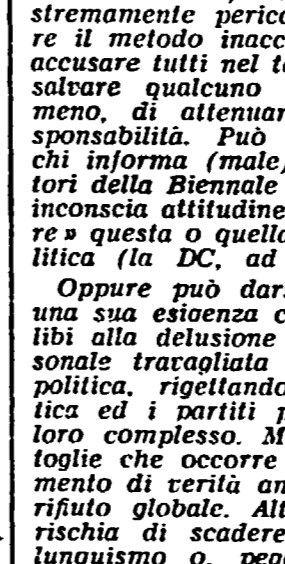 stremamente perico
re il metodo inacc
accusare tutti nel t
salvare qualcuno
meno, di attenuar
sponsabilità. Può
chi informa (male)
tori della Biennale
inconscia attitudine
re» questa o quella
litica (la DC, ad
Oppure può dars
una sua esigenza c
libi alla delusione
sonale travagliata
politica, rigettando
tica ed i partiti p
loro complesso. M
toglie che occorre
mento di verità an
rifiuto globale. Alt
rischia di scadere
lunquismo o, pegg